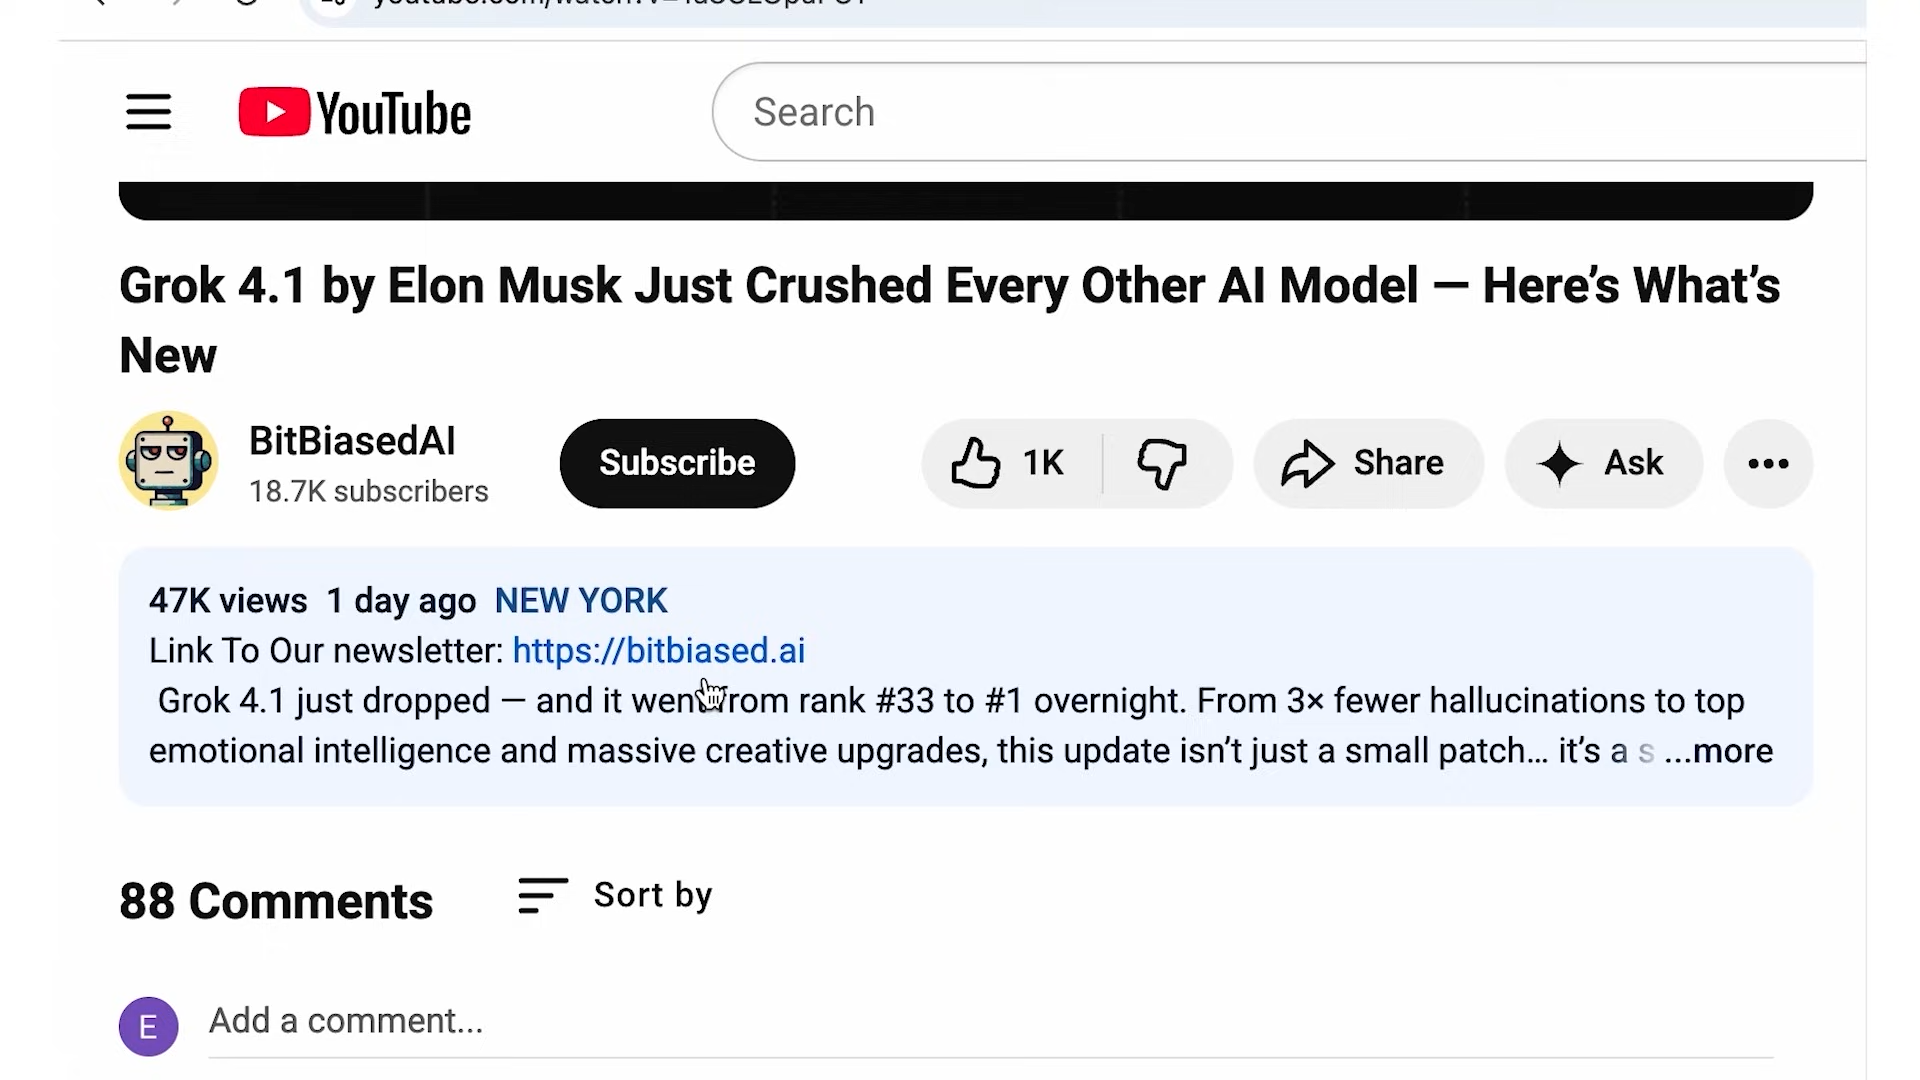 YouTube
Search
Grok 4.1 by Elon Musk Just Crushed Every Other AI Model — Here’s What’s
New
BitBiasedAI
18.7K subscribers
Subscribe
1K
Share
Ask
47K views 1 day ago NEW YORK
Link To Our newsletter: https://bitbiased.ai
Grok 4.1 just dropped — and it went from rank #33 to #1 overnight. From 3× fewer hallucinations to top
emotional intelligence and massive creative upgrades, this update isn’t just a small patch… it’s a s ...more
88 Comments
Sort by
E
Add a comment...